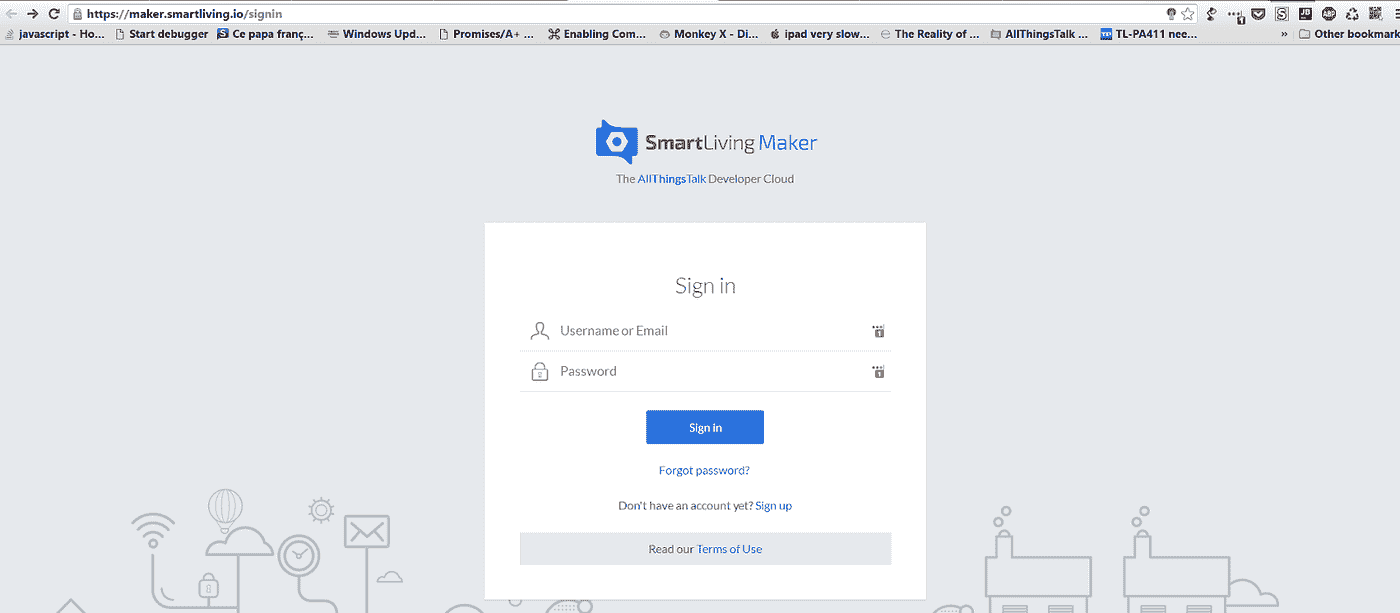 https://maker.smartliving.io/signin
javascript - Ho... Start debugger Ce papa franç... Windows Upd... Promises/A+ ... Enabling Com... Monkey X - Di... ipad very slow... The Reality of ... AllThingsTalk ... TL-PA411 nee... » Other bookmark
SmartLiving Maker
The AllThingsTalk Developer Cloud
Sign in
Username or Email
Password
Sign in
Forgot password?
Don't have an account yet? Sign up
Read our Terms of Use